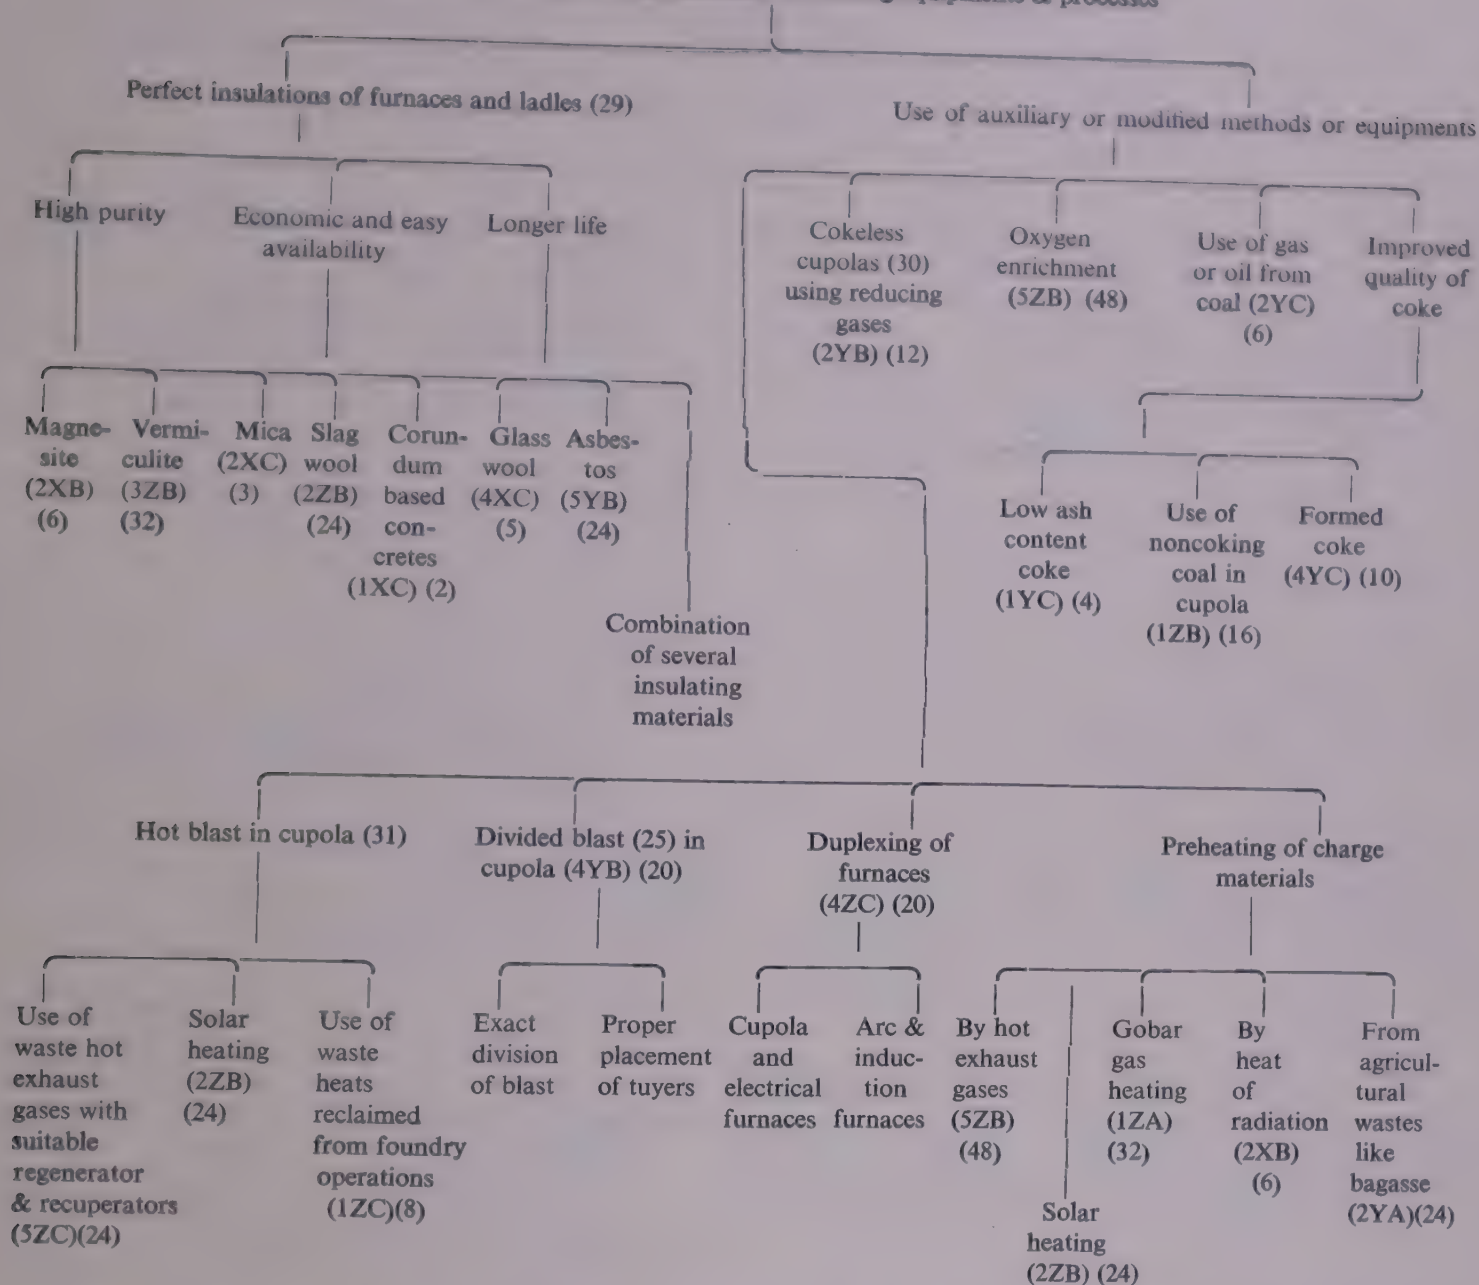 & processes
Perfect insulations of furnaces and ladles (29)
Use of auxiliary or modified methods or equipments
High purity
Economic and easy
availability
Longer life
Cokeless
cupolas (30)
using reducing
gases
(2YB) (12)
Oxygen
enrichment
(5ZB) (48)
Use of gas
or oil from
coal (2YC)
(6)
Improved
quality of
coke
Magne-
site
(2XB)
(6)
Vermi-
culite
(3ZB)
(32)
Mica
(2XC)
(3)
Slag
wool
(2ZB)
(24)
Corun-
dum
based
con-
cretes
(1XC) (2)
Glass
wool
(4XC)
(5)
Asbes-
tos
(5YB)
(24)
Combination
of several
insulating
materials
Low ash
content
coke
(1YC) (4)
Use of
noncoking
coal in
cupola
(1ZB) (16)
Formed
coke
(4YC) (10)
Hot blast in cupola (31)
Divided blast (25) in
cupola (4YB) (20)
Duplexing of
furnaces
(4ZC) (20)
Preheating of charge
materials
Use of
waste hot
exhaust
gases with
suitable
regenerator
& recuperators
(5ZC)(24)
Solar
heating
(2ZB)
(24)
Use of
waste
heats
reclaimed
from foundry
operations
(1ZC)(8)
Exact
division
of blast
Proper
placement
of tuyers
Cupola
and
electrical
furnaces
Arc &
induc-
tion
furnaces
By hot
exhaust
gases
(5ZB)
(48)
Solar
heating
(2ZB) (24)
Gobar
gas
heating
(1ZA)
(32)
By
heat
of
radiation
(2XB)
(6)
From
agricul-
tural
wastes
like
bagasse
(2YA)(24)